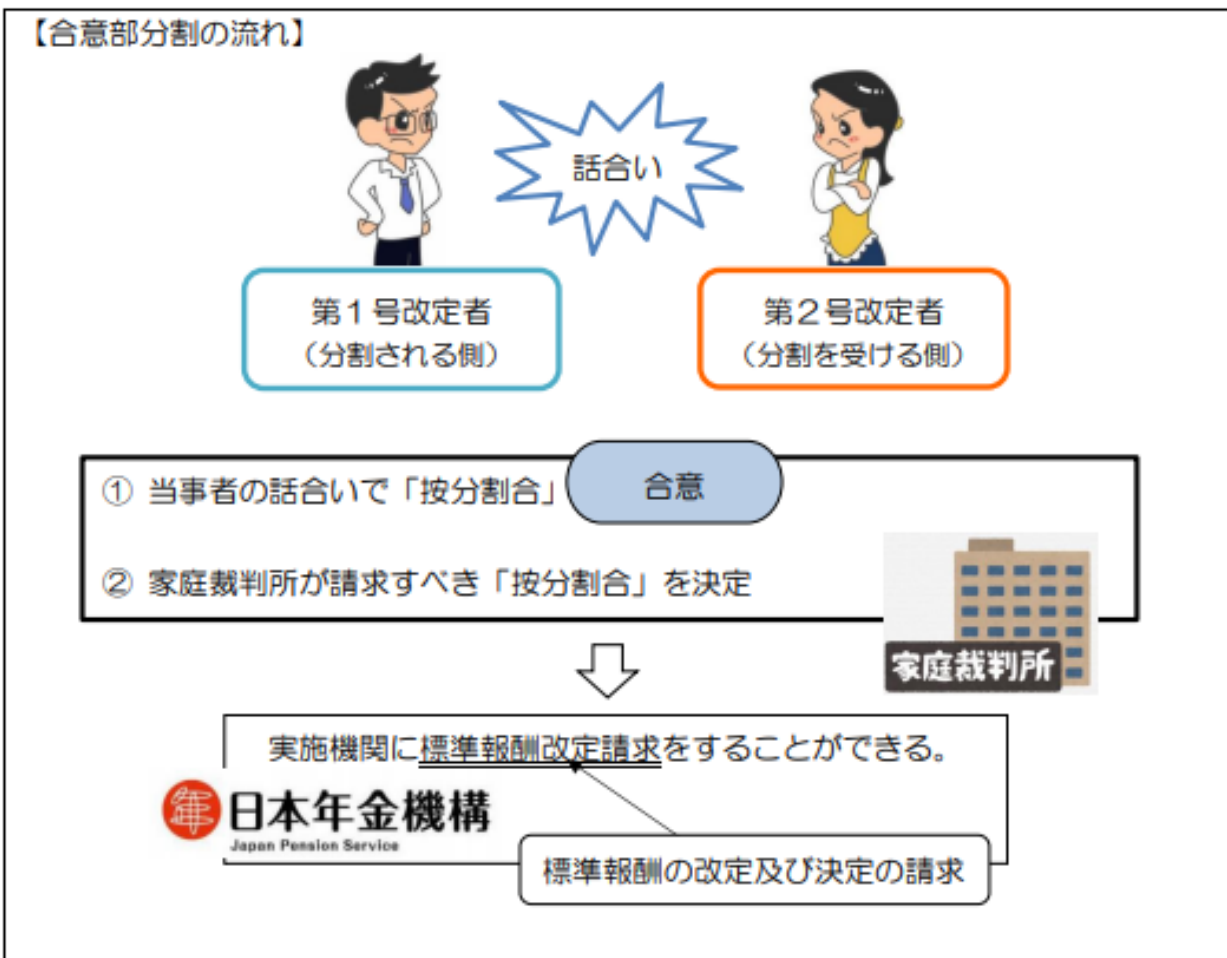 【合意部分割の流れ】
話合い
第1号改定者
（分割される側）
第2号改定者
（分割を受ける側）
① 当事者の話合いで「按分割合」
合意
② 家庭裁判所が請求すべき「按分割合」を決定
家庭裁判所
実施機関に標準報酬改定請求をすることができる。
日本年金機構
Japan Pension Service
標準報酬の改定及び決定の請求